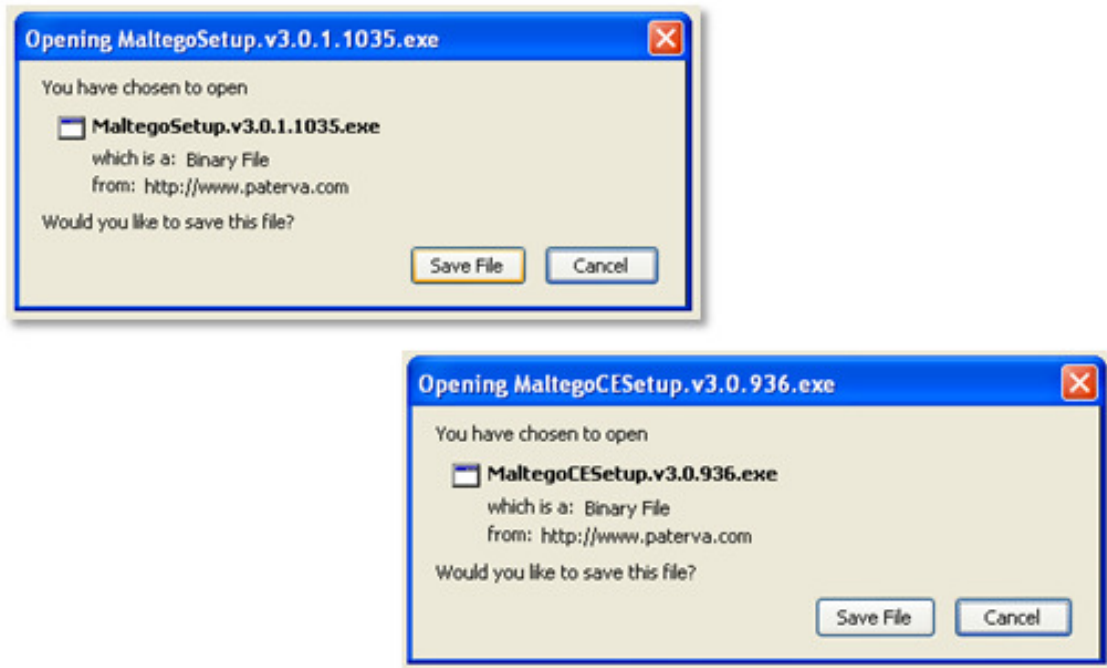 Opening MaltegoSetup.v3.0.1.1035.exe
You have chosen to open
MaltegoSetup.v3.0.1.1035.exe
which is a: Binary File
from: http://www.paterva.com
Would you like to save this file?
Save File Cancel
Opening MaltegoCESetup.v3.0.936.exe
You have chosen to open
MaltegoCESetup.v3.0.936.exe
which is a: Binary File
from: http://www.paterva.com
Would you like to save this file?
Save File Cancel